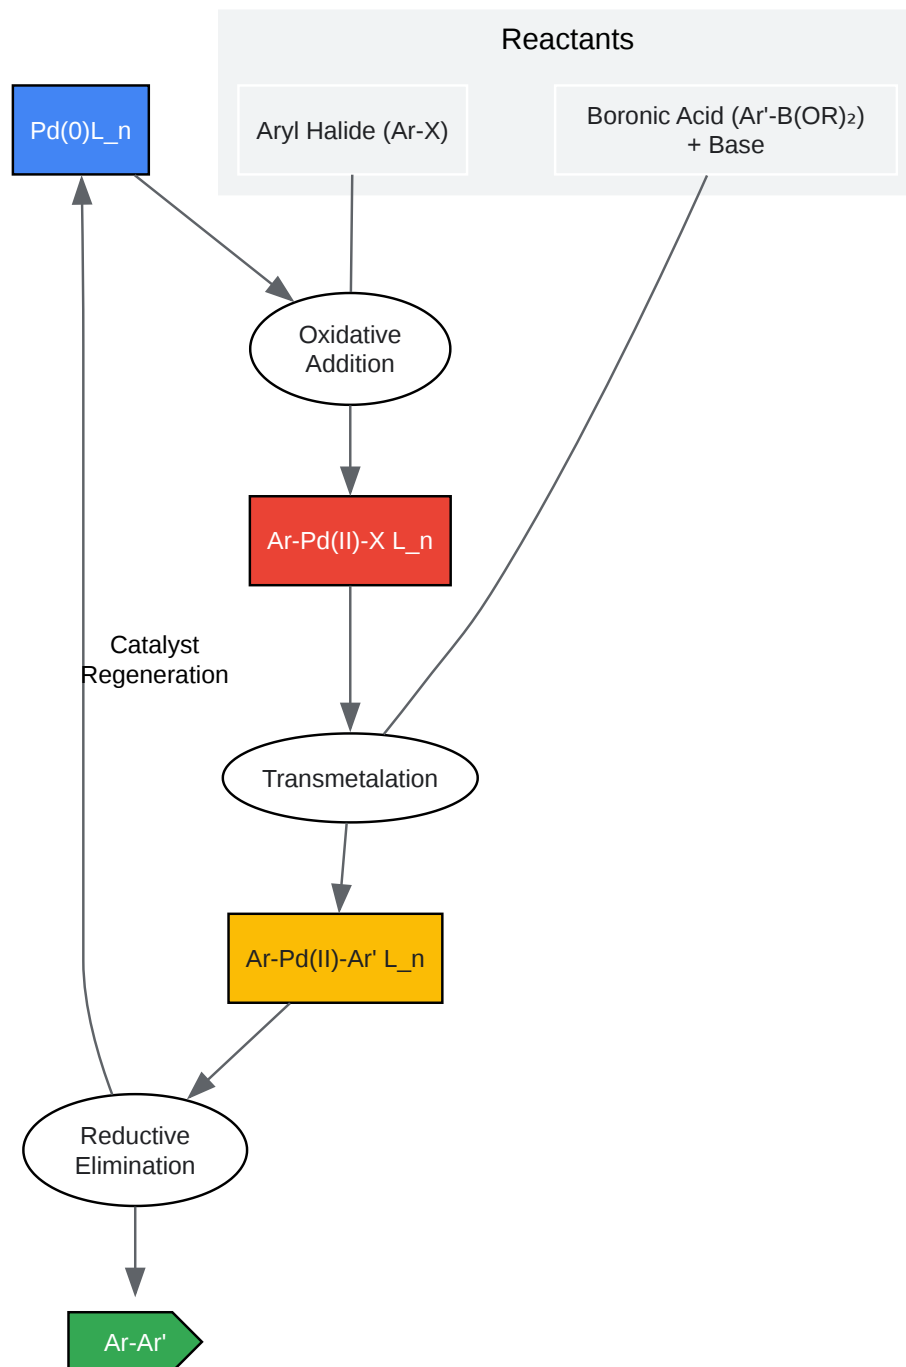 Reactants
Pd(0)L_n
Aryl Halide (Ar-X)
Boronic Acid (Ar'-B(OR)₂)
+ Base
Oxidative
Addition
Ar-Pd(II)-X L_n
Catalyst
Regeneration
Transmetalation
Ar-Pd(II)-Ar' L_n
Reductive
Elimination
Ar-Ar'